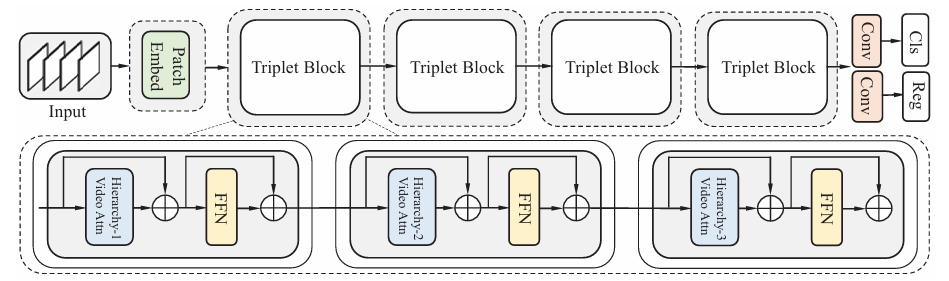 Input
Patch
Embed
Triplet Block
Triplet Block
Triplet Block
Triplet Block
Conv
Cls
Conv
Reg
Hierarchy-1
Video Attn
FFN
Hierarchy-2
Video Attn
FFN
Hierarchy-3
Video Attn
FFN